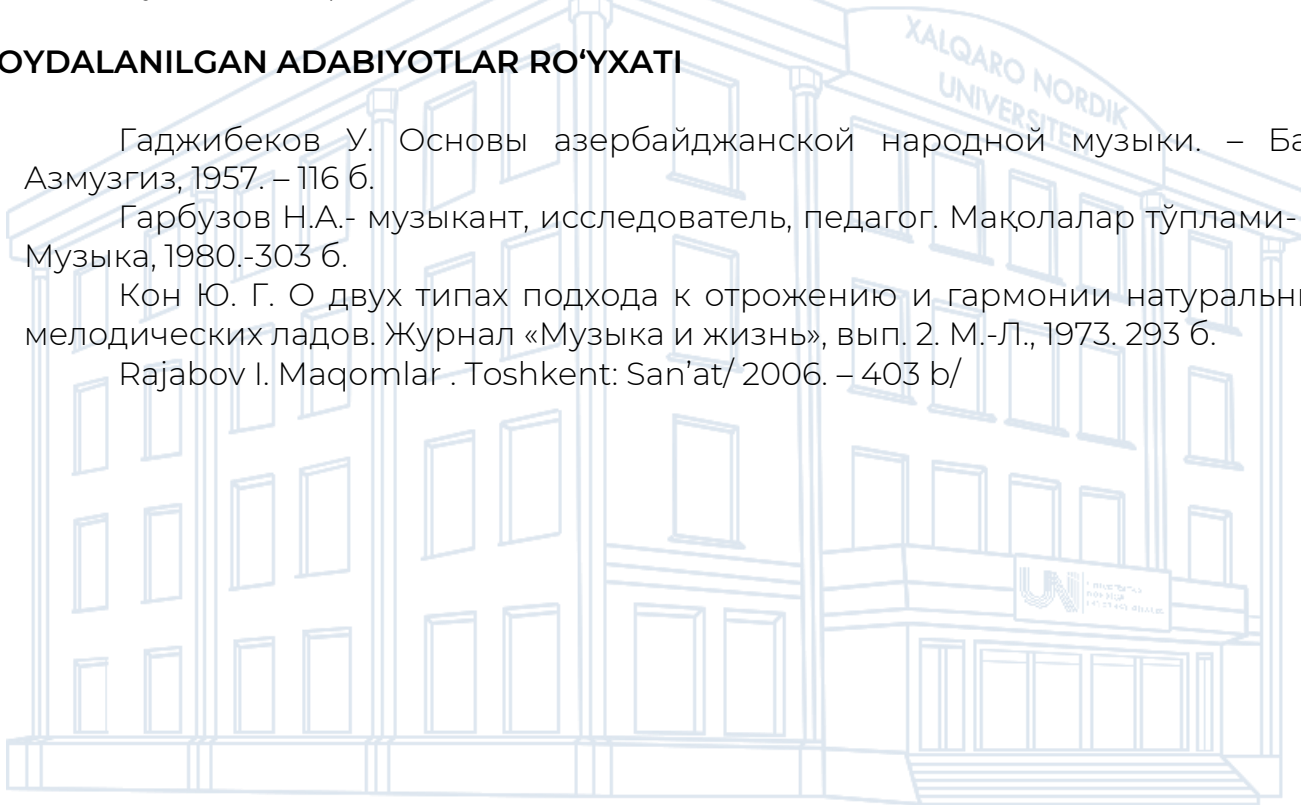 XALQARO NORDIK
UNIVERSITETI
OYDALANILGAN ADABIYOTLAR RO‘YXATI
Гаджибеков У. Основы азербайджанской народной музыки. – Ба
Азмузгиз, 1957. – 116 б.
Гарбузов Н.А.- музыкант, исследователь, педагог. Мақолалар тўплами-
Музыка, 1980.-303 б.
Кон Ю. Г. О двух типах подхода к отрожению и гармонии натуральн
мелодических ладов. Журнал «Музыка и жизнь», вып. 2. М.-Л., 1973. 293 б.
Rajabov I. Maqomlar . Toshkent: San’at/ 2006. – 403 b/
UNI